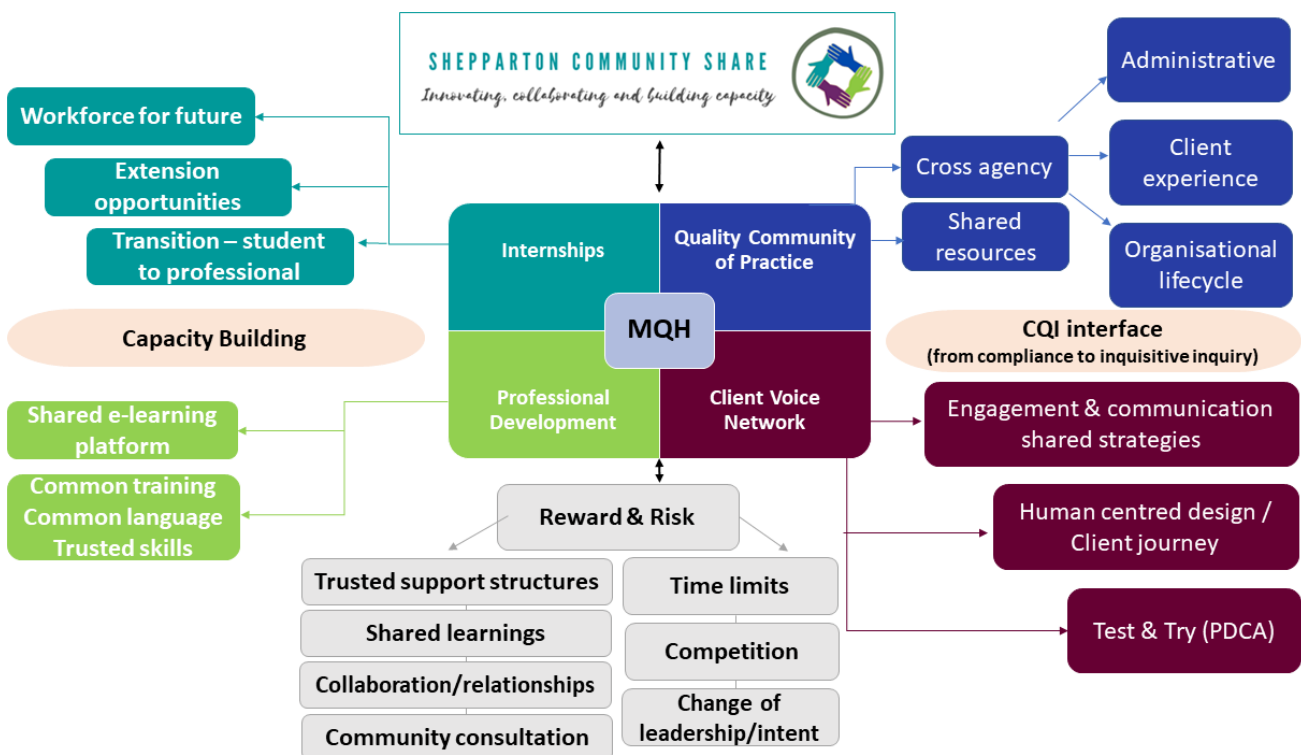 SHEPPARTON COMMUNITY SHARE
Innovating, collaborating and building capacity
Workforce for future
Extension
opportunities
Transition – student
to professional
Internships
Quality Community
of Practice
Cross agency
Shared
resources
Administrative
Client
experience
Organisational
lifecycle
MQH
Capacity Building
CQI interface
(from compliance to inquisitive inquiry)
Professional
Development
Client Voice
Network
Shared e-learning
platform
Common training
Common language
Trusted skills
Engagement & communication
shared strategies
Human centred design /
Client journey
Test & Try (PDCA)
Reward & Risk
Trusted support structures
Shared learnings
Collaboration/relationships
Community consultation
Time limits
Competition
Change of
leadership/intent